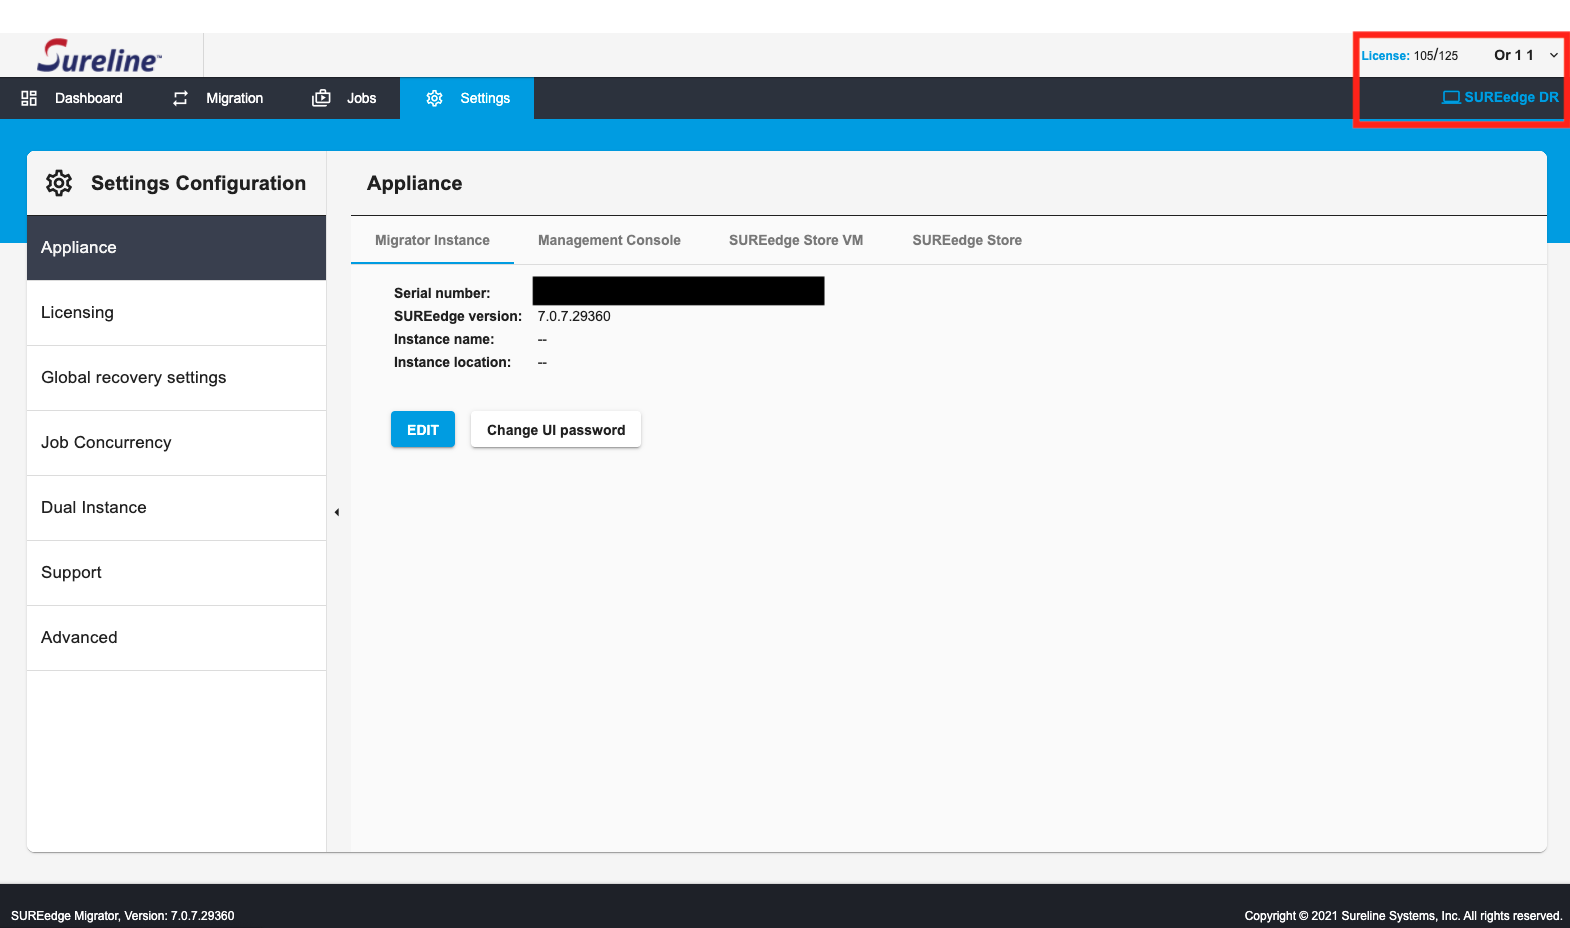 Sureline™
License: 105/125 Or 1 1
Dashboard Migration Jobs Settings SUREedge DR
Settings Configuration
Appliance
Licensing
Global recovery settings
Job Concurrency
Dual Instance
Support
Advanced
Appliance
Migrator Instance Management Console SUREedge Store VM SUREedge Store
Serial number:
SUREedge version: 7.0.7.29360
Instance name: --
Instance location: --
EDIT Change UI password
SUREedge Migrator, Version: 7.0.7.29360
Copyright © 2021 Sureline Systems, Inc. All rights reserved.